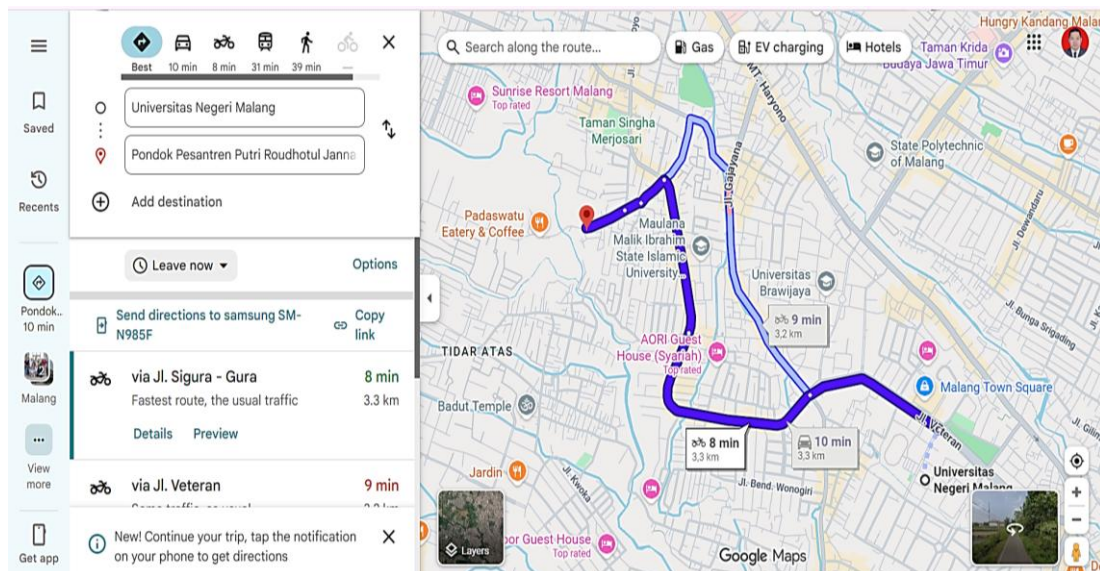 Best
10 min
8 min
31 min
39 min
—
Saved
Recents
Pondok..
10 min
Malang
View
more
Get app
Universitas Negeri Malang
Pondok Pesantren Putri Roudhotul Janna
Add destination
Leave now
Options
Send directions to samsung SM-
N985F
Copy
link
via Jl. Sigura - Gura
8 min
Fastest route, the usual traffic
3.3 km
Details
Preview
via Jl. Veteran
9 min
New! Continue your trip, tap the notification
on your phone to get directions
Search along the route...
Gas
EV charging
Hotels
Hungry Kandang Malan
Taman Krida
Budaya Jawa Timur
Sunrise Resort Malang
Top rated
Taman Singha
Merjosari
MT. Haryono
State Polytechnic
of Malang
Jl. Gajayana
Jl. Dewandaru
Padaswatu
Eatery & Coffee
Maulana
Malik Ibrahim
State Islamic
University
Universitas
Brawijaya
Jl. Bunga Srigading
9 min
3,2 km
AORI Guest
House (Syariah)
Top rated
TIDAR ATAS
Badut Temple
Malang Town Square
Jl. Veteran
8 min
3,3 km
10 min
3,3 km
Jardin
Jl. Kwoka
Jl. Bend. Wonogiri
Universitas
Negeri Malang
oor Guest House
Top rated
Layers
Google Maps